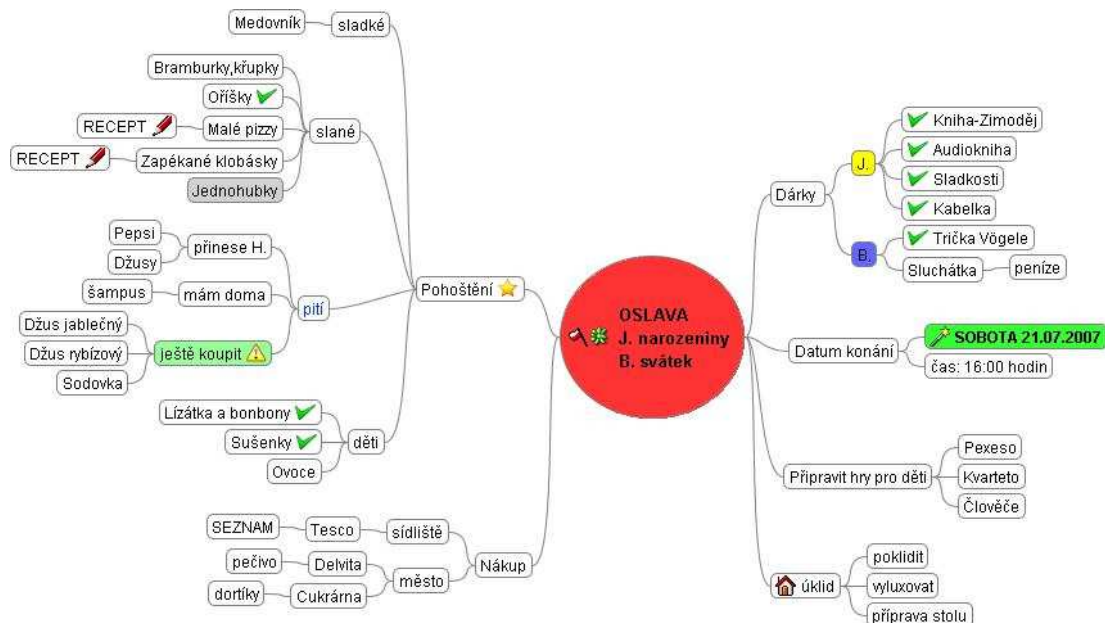 OSLAVA
J. narozeniny
B. svátek
Pohoštění
sladké
Medovník
slané
Bramburky,křupky
Oříšky
Malé pizzy
RECEPT
Zapékané klobásky
RECEPT
Jednohubky
pití
přinese H.
Pepsi
Džusy
mám doma
šampus
ještě koupit
Džus jablečný
Džus rybízový
Sodovka
děti
Lízátka a bonbony
Sušenky
Ovoce
Nákup
sídliště
Tesco
SEZNAM
město
Delvita
pečivo
Cukrárna
dortíky
Dárky
J.
Kniha-Zimoděj
Audiokniha
Sladkosti
Kabelka
B.
Trička Vögele
Sluchátka
peníze
Datum konání
SOBOTA 21.07.2007
čas: 16:00 hodin
Připravit hry pro děti
Pexeso
Kvarteto
Člověče
úklid
poklidit
vyluxovat
příprava stolu